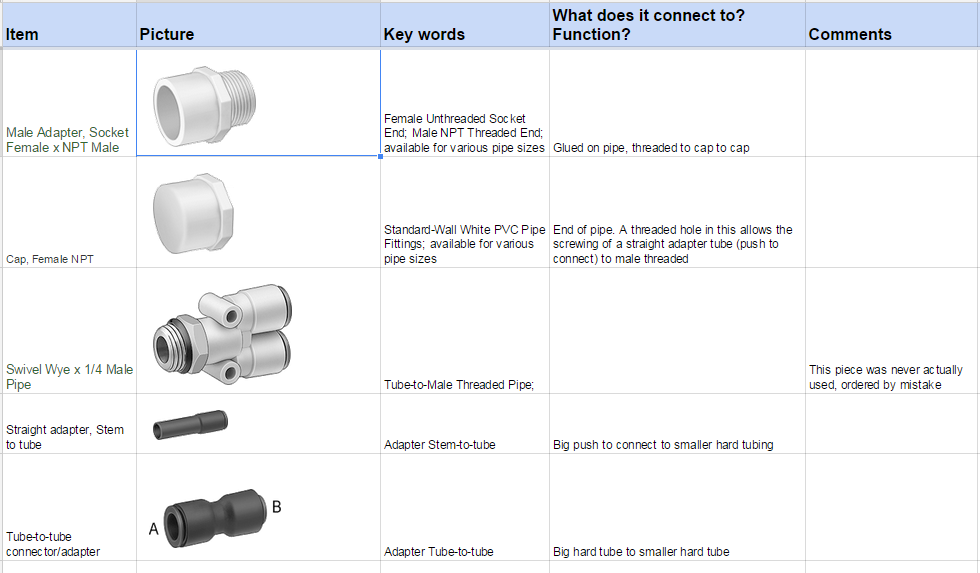 Item
Picture
Key words
What does it connect to?
Function?
Comments
Male Adapter, Socket
Female x NPT Male
Female Unthreaded Socket
End; Male NPT Threaded End;
available for various pipe sizes
Glued on pipe, threaded to cap to cap
Cap, Female NPT
Standard-Wall White PVC Pipe
Fittings; available for various
pipe sizes
End of pipe. A threaded hole in this allows the
screwing of a straight adapter tube (push to
connect) to male threaded
Swivel Wye x 1/4 Male
Pipe
Tube-to-Male Threaded Pipe;
This piece was never actually
used, ordered by mistake
Straight adapter, Stem
to tube
Adapter Stem-to-tube
Big push to connect to smaller hard tubing
A
B
Tube-to-tube
connector/adapter
Adapter Tube-to-tube
Big hard tube to smaller hard tube